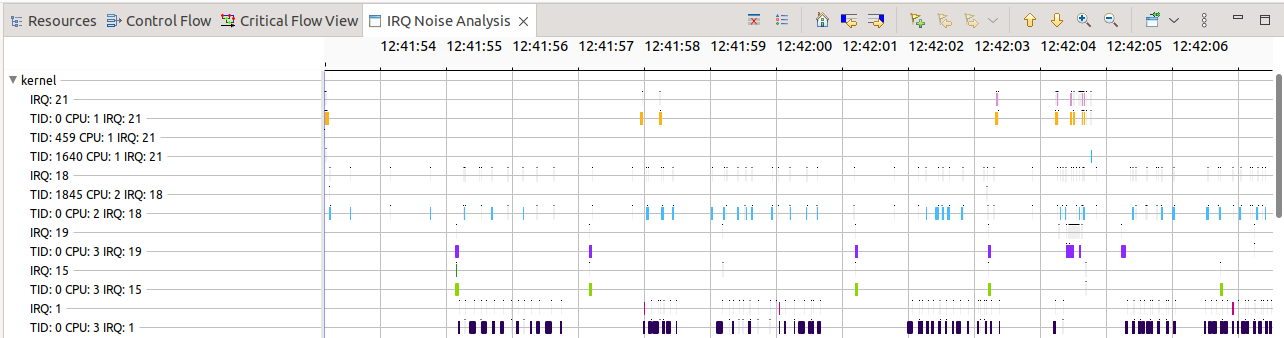 Resources Control Flow Critical Flow View IRQ Noise Analysis
12:41:54 12:41:55 12:41:56 12:41:57 12:41:58 12:41:59 12:42:00 12:42:01 12:42:02 12:42:03 12:42:04 12:42:05 12:42:06
kernel
IRQ: 21
TID: 0 CPU: 1 IRQ: 21
TID: 459 CPU: 1 IRQ: 21
TID: 1640 CPU: 1 IRQ: 21
IRQ: 18
TID: 1845 CPU: 2 IRQ: 18
TID: 0 CPU: 2 IRQ: 18
IRQ: 19
TID: 0 CPU: 3 IRQ: 19
IRQ: 15
TID: 0 CPU: 3 IRQ: 15
IRQ: 1
TID: 0 CPU: 3 IRQ: 1